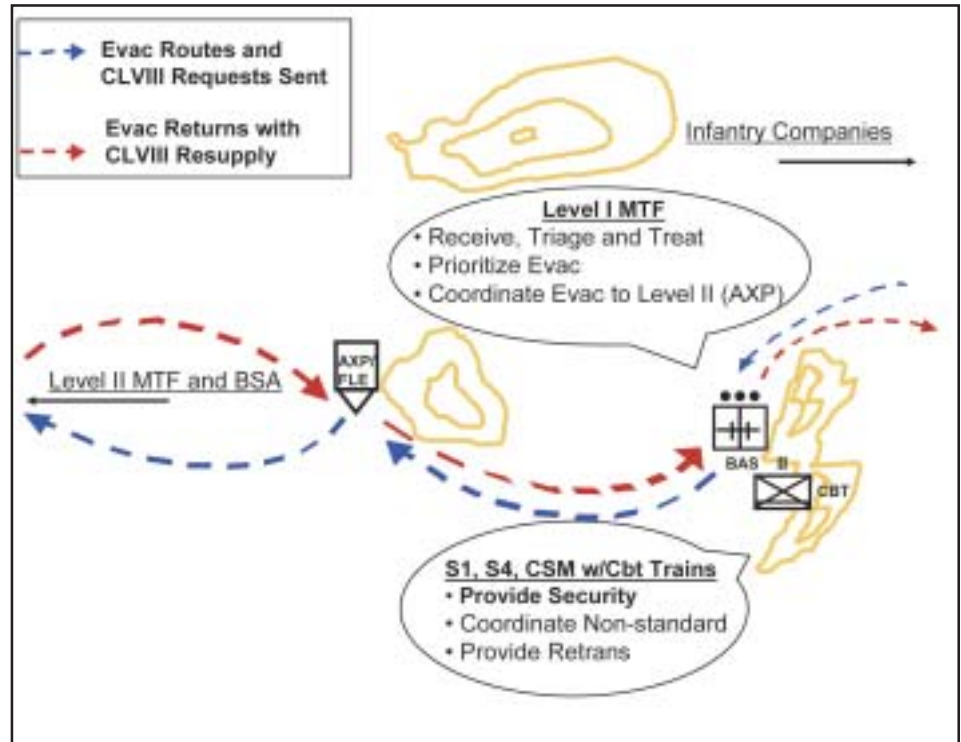 Evac Routes and
CLVIII Requests Sent
Evac Returns with
CLVIII Resupply
Infantry Companies
Level I MTF
• Receive, Triage and Treat
• Prioritize Evac
• Coordinate Evac to Level II (AXP)
AXP/
FLE
Level II MTF and BSA
BAS
II
CBT
S1, S4, CSM w/Cbt Trains
• Provide Security
• Coordinate Non-standard
• Provide Retrans